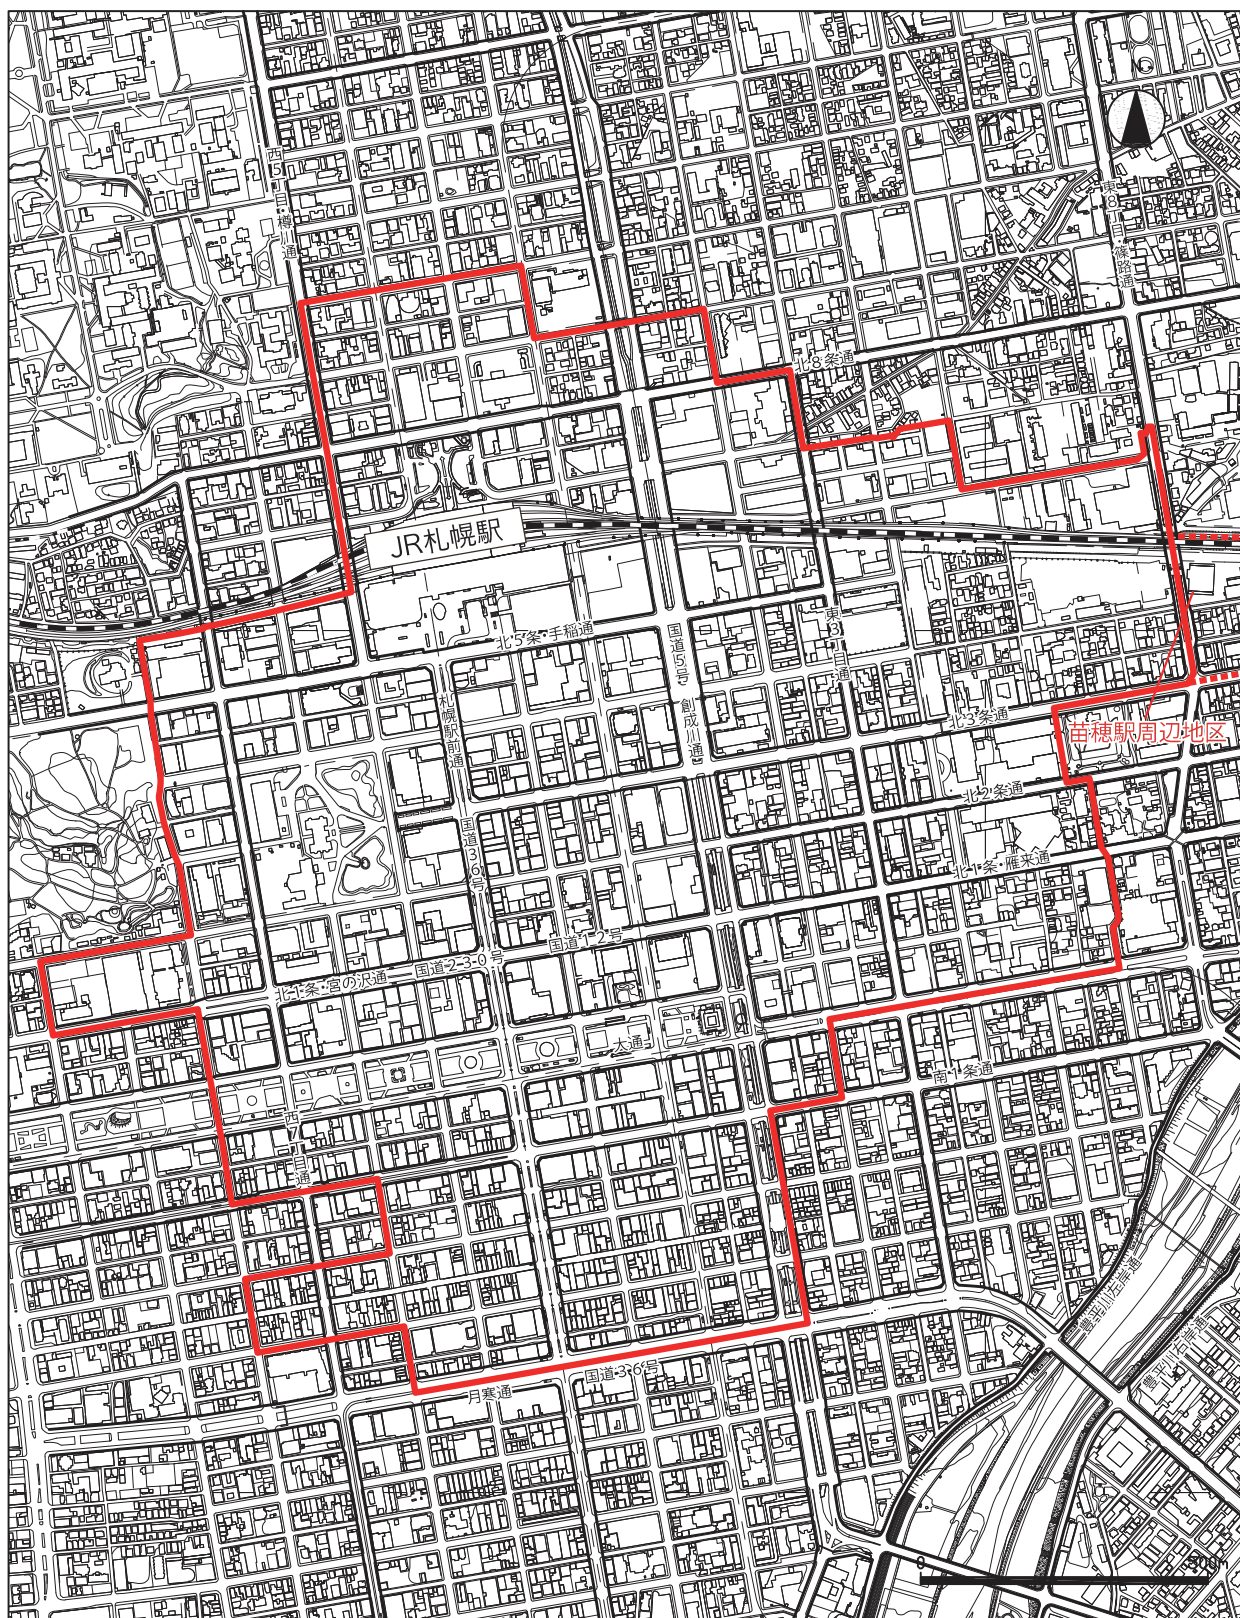 西5丁目・樽川通
東8丁目・篠路通
北8条通
JR札幌駅
北5条・手稲通
国道5号 創成川通
東3丁目通
札幌駅前通
北3条通
苗穂駅周辺地区
北2条通
国道36号
北1条・雁来通
国道12号
国道230号
北1条・宮の沢通
大通
南1条通
西7丁目通
豊平川左岸通
豊平川右岸通
国道36号
月寒通
0 500m